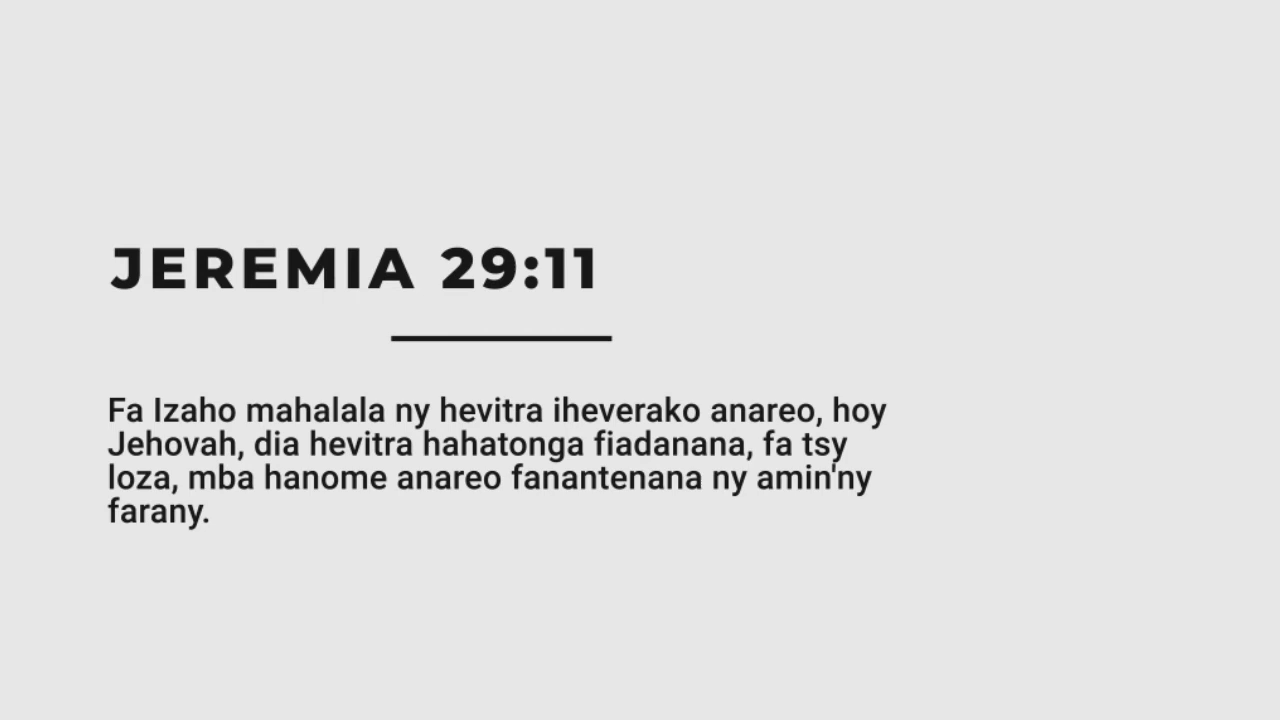 JEREMIA 29:11
Fa Izaho mahalala ny hevitra iheverako anareo, hoy
Jehovah, dia hevitra hahatonga fiadanana, fa tsy
loza, mba hanome anareo fanantenana ny amin'ny
farany.